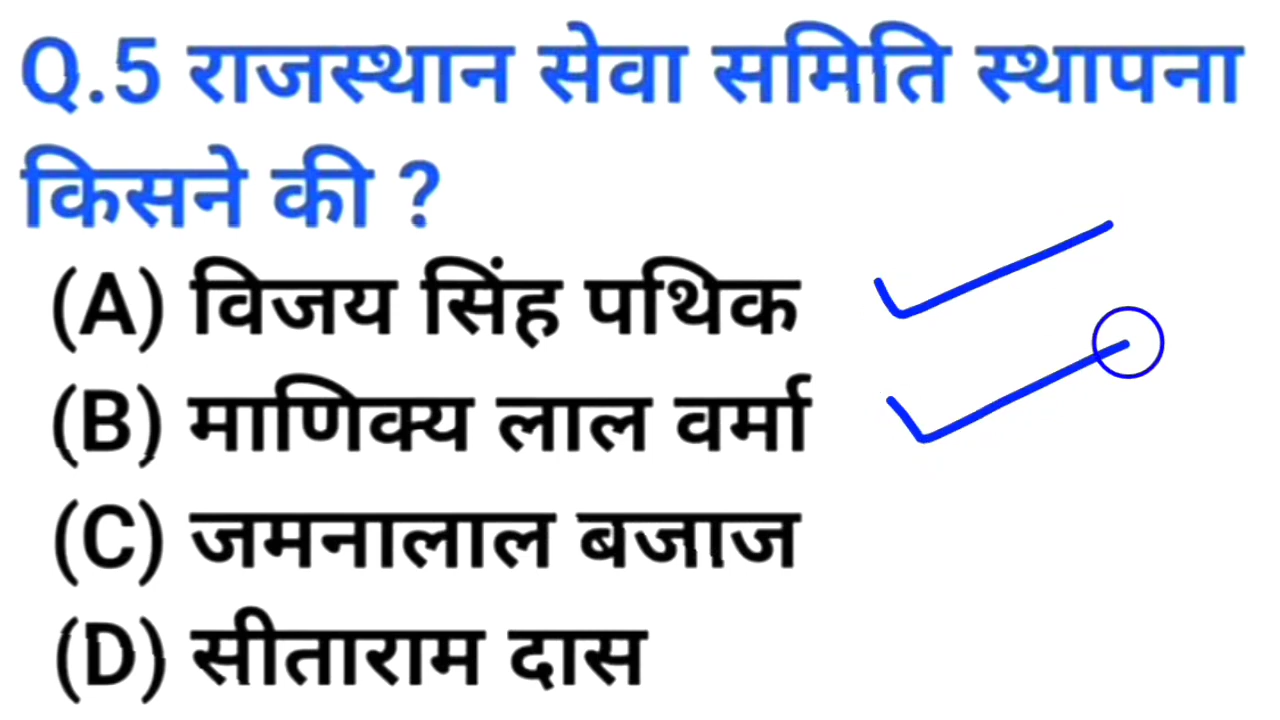 Q.5 राजस्थान सेवा समिति स्थापना
किसने की ?
(A) विजय सिंह पथिक
(B) माणिक्य लाल वर्मा
(C) जमनालाल बजाज
(D) सीताराम दास